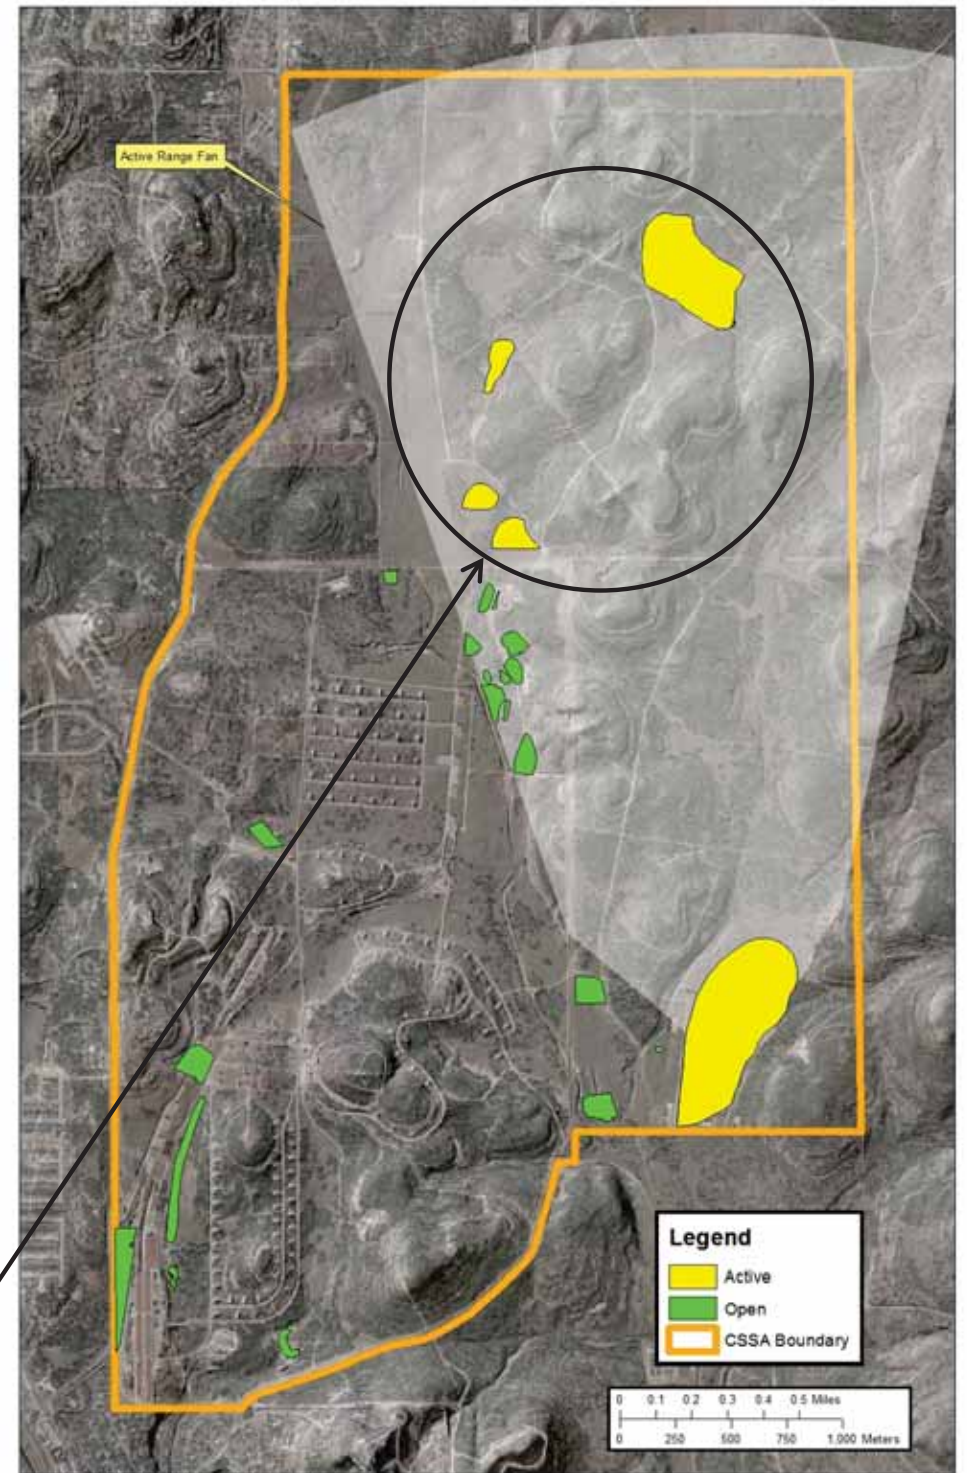 Active Range Fan
Legend
Active
Open
CSSA Boundary
0 0.1 0.2 0.3 0.4 0.5 Miles
0 250 500 750 1,000 Meters